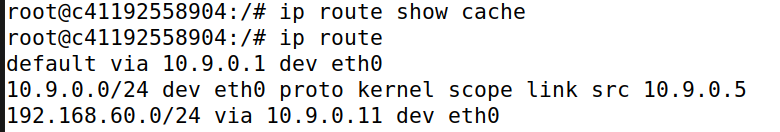 root@c41192558904:/# ip route show cache
root@c41192558904:/# ip route
default via 10.9.0.1 dev eth0
10.9.0.0/24 dev eth0 proto kernel scope link src 10.9.0.5
192.168.60.0/24 via 10.9.0.11 dev eth0